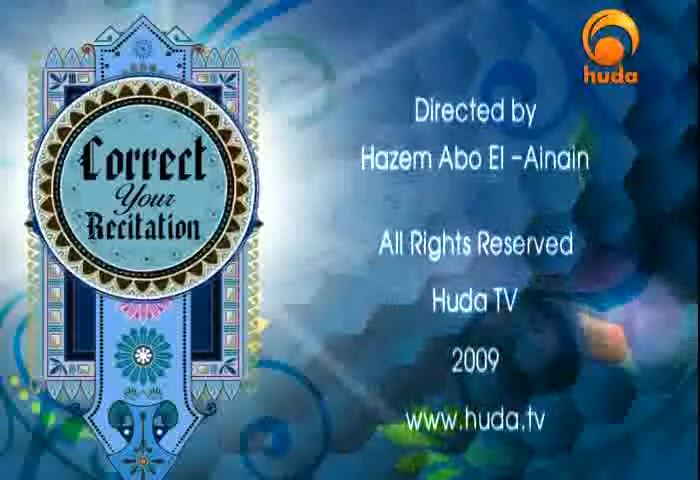 huda
Correct
Your
Recitation
Directed by
Hazem Abo El -Ainain
All Rights Reserved
Huda TV
2009
www.huda.tv